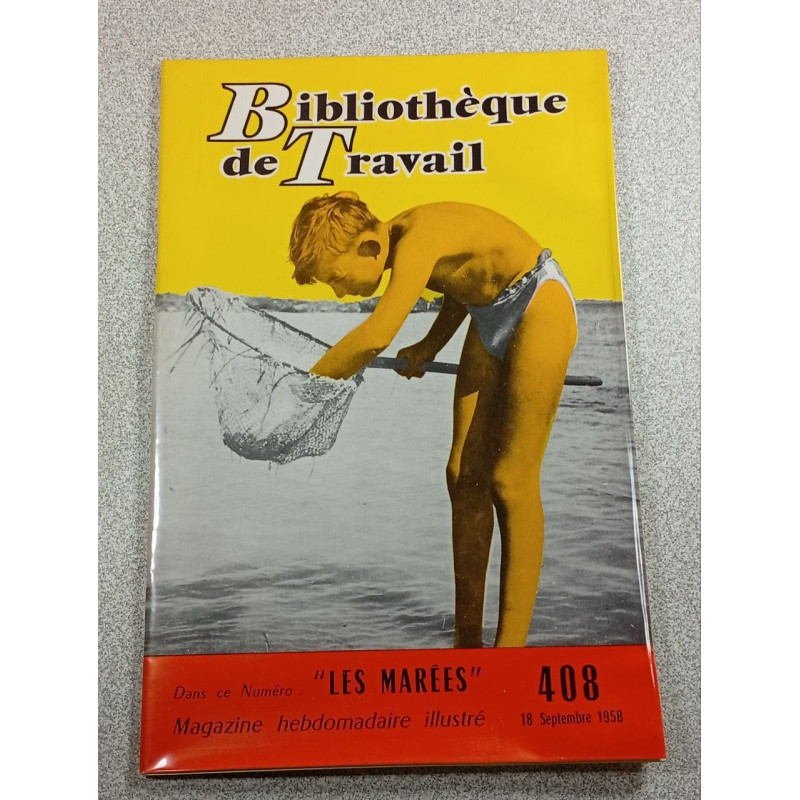 Bibliothèque
de Travail
Dans ce Numéro : "LES MARÉES" 408
Magazine hebdomadaire illustré 18 Septembre 1958